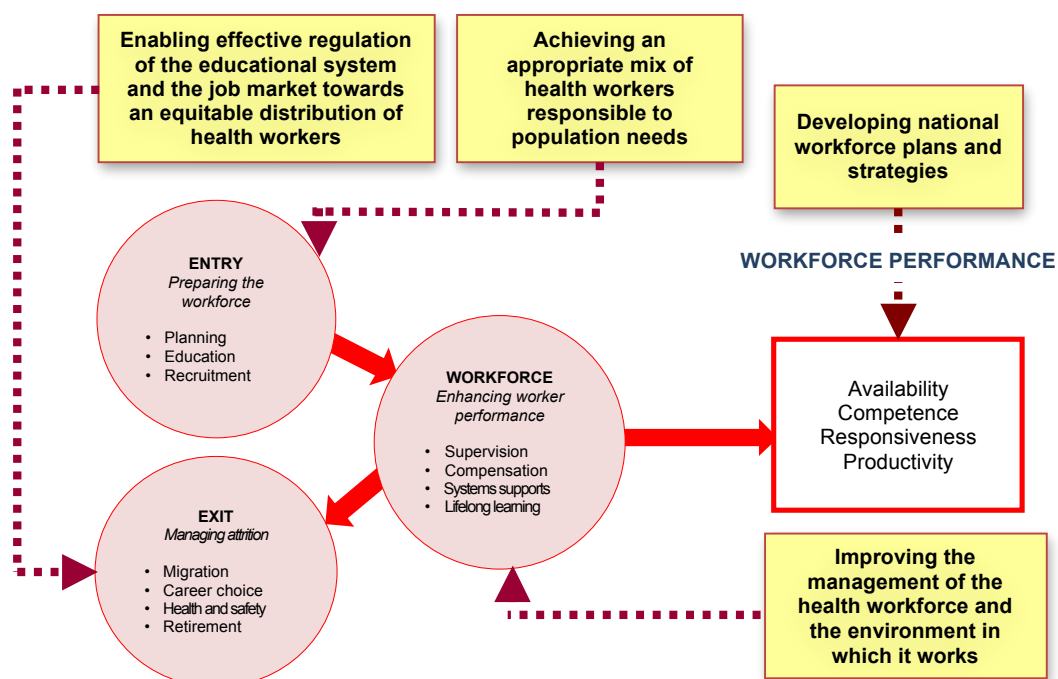 Enabling effective regulation
of the educational system
and the job market towards
an equitable distribution of
health workers
Achieving an
appropriate mix of
health workers
responsible to
population needs
Developing national
workforce plans and
strategies
WORKFORCE PERFORMANCE
ENTRY
Preparing the
workforce
• Planning
• Education
• Recruitment
WORKFORCE
Enhancing worker
performance
• Supervision
• Compensation
• Systems supports
• Lifelong learning
Availability
Competence
Responsiveness
Productivity
EXIT
Managing attrition
• Migration
• Career choice
• Health and safety
• Retirement
Improving the
management of the
health workforce and
the environment in
which it works